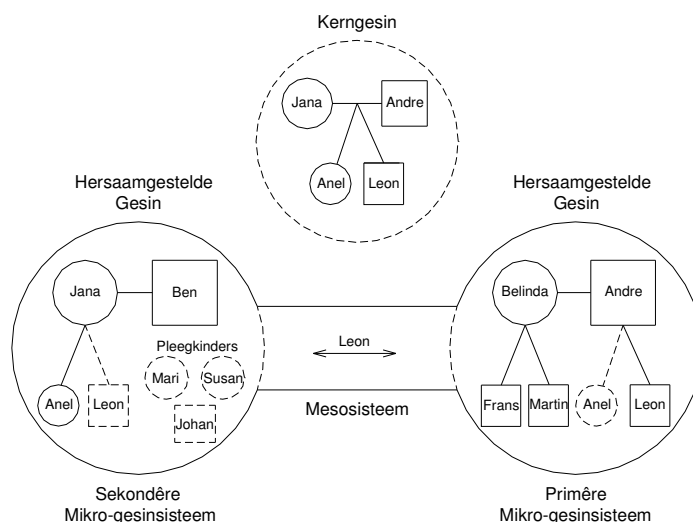 Kerngesin
Jana
Andre
Anel
Leon
Hersaamgestelde
Gesin
Jana
Ben
Pleegkinders
Mari
Susan
Anel
Leon
Johan
Sekondêre
Mikro-gesinsisteem
Leon
Mesosisteem
Hersaamgestelde
Gesin
Belinda
Andre
Frans
Martin
Anel
Leon
Primêre
Mikro-gesinsisteem